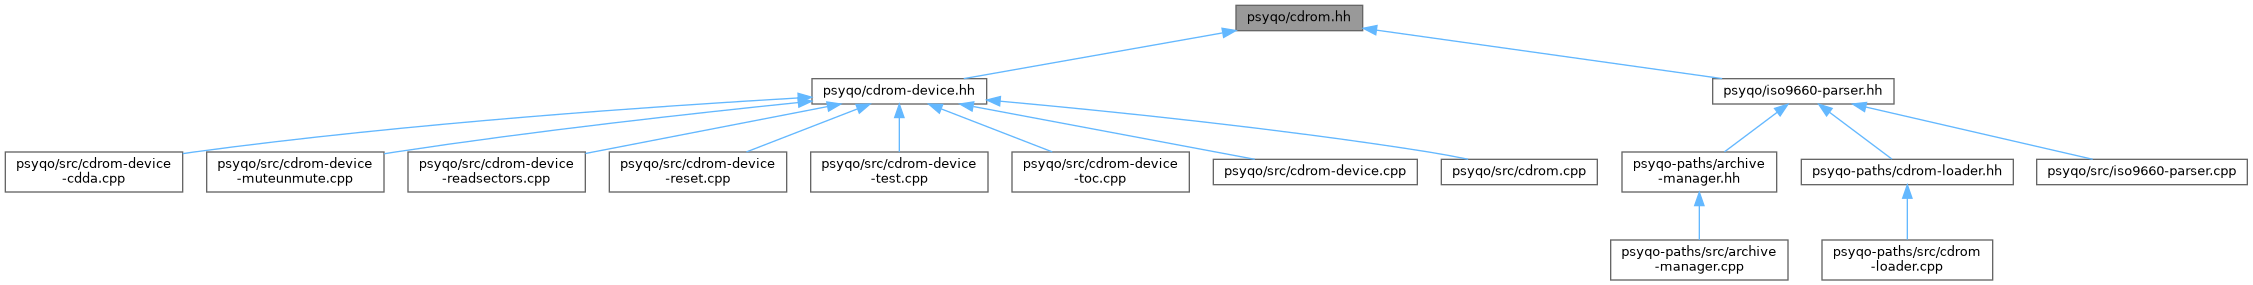 psyqo/cdrom.hh
psyqo/cdrom-device.hh
psyqo/iso9660-parser.hh
psyqo/src/cdrom-device
-cdda.cpp
psyqo/src/cdrom-device
-muteunmute.cpp
psyqo/src/cdrom-device
-readsectors.cpp
psyqo/src/cdrom-device
-reset.cpp
psyqo/src/cdrom-device
-test.cpp
psyqo/src/cdrom-device
-toc.cpp
psyqo/src/cdrom-device.cpp
psyqo/src/cdrom.cpp
psyqo-paths/archive
-manager.hh
psyqo-paths/cdrom-loader.hh
psyqo/src/iso9660-parser.cpp
psyqo-paths/src/archive
-manager.cpp
psyqo-paths/src/cdrom
-loader.cpp